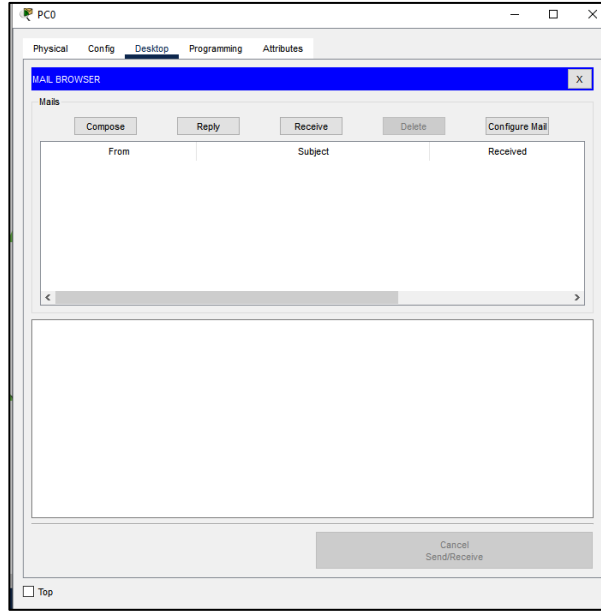 PC0
Physical Config Desktop Programming Attributes
MAIL BROWSER X
Mails
Compose Reply Receive Delete Configure Mail
From Subject Received
Cancel
Send/Receive
Top